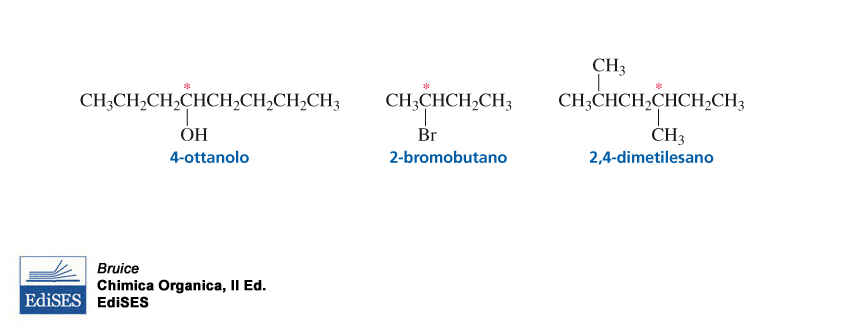 CH3
* * *
CH3CH2CH2CHCH2CH2CH2CH3 CH3CHCH2CH3 CH3CHCH2CHCH2CH3
OH Br CH3
4-ottanolo 2-bromobutano 2,4-dimetilesano
Bruice
Chimica Organica, II Ed.
EdiSES EdiSES